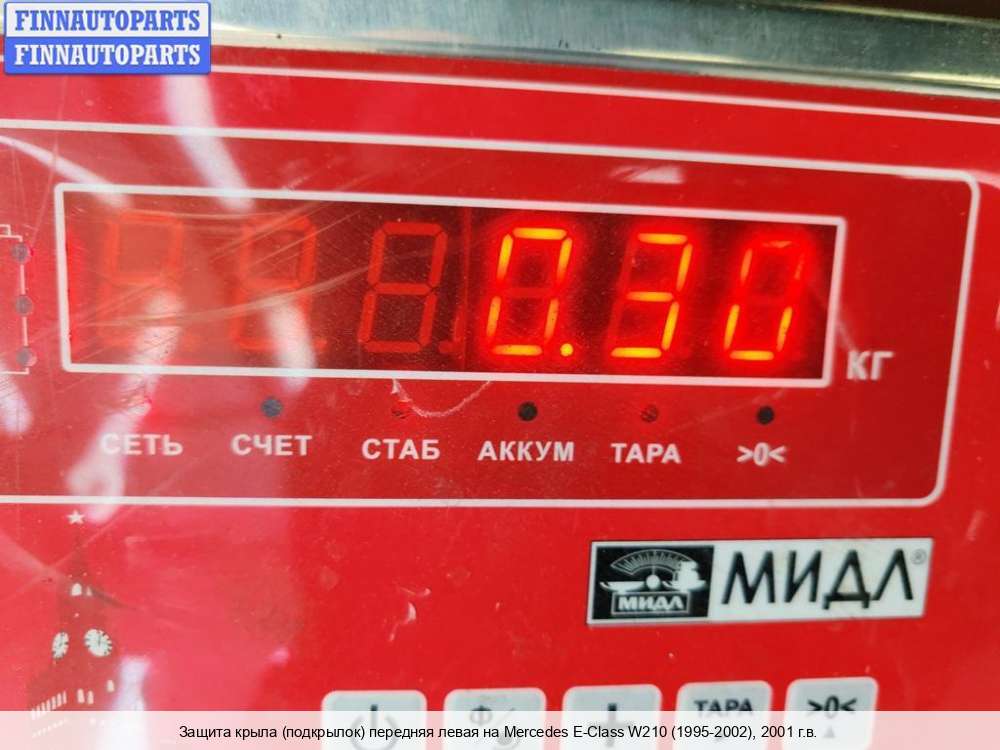 FINNAUTOPARTS
FINNAUTOPARTS
0.30
КГ
СЕТЬ СЧЕТ СТАБ АККУМ ТАРА >0<
МИДЛ МИДЛ®
+ ТАРА >0<
Защита крыла (подкрылок) передняя левая на Mercedes E-Class W210 (1995-2002), 2001 г.в.